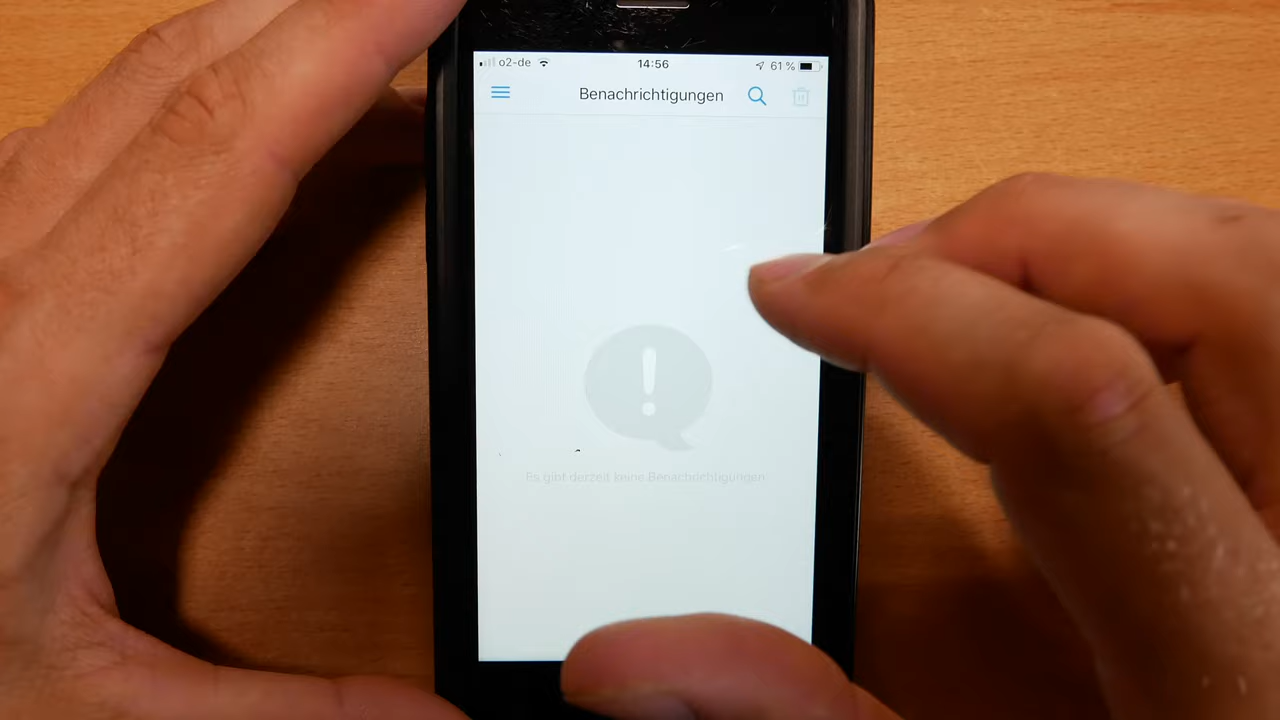 o2-de 14:56 61 %
Benachrichtigungen
!
Es gibt derzeit keine Benachrichtigungen